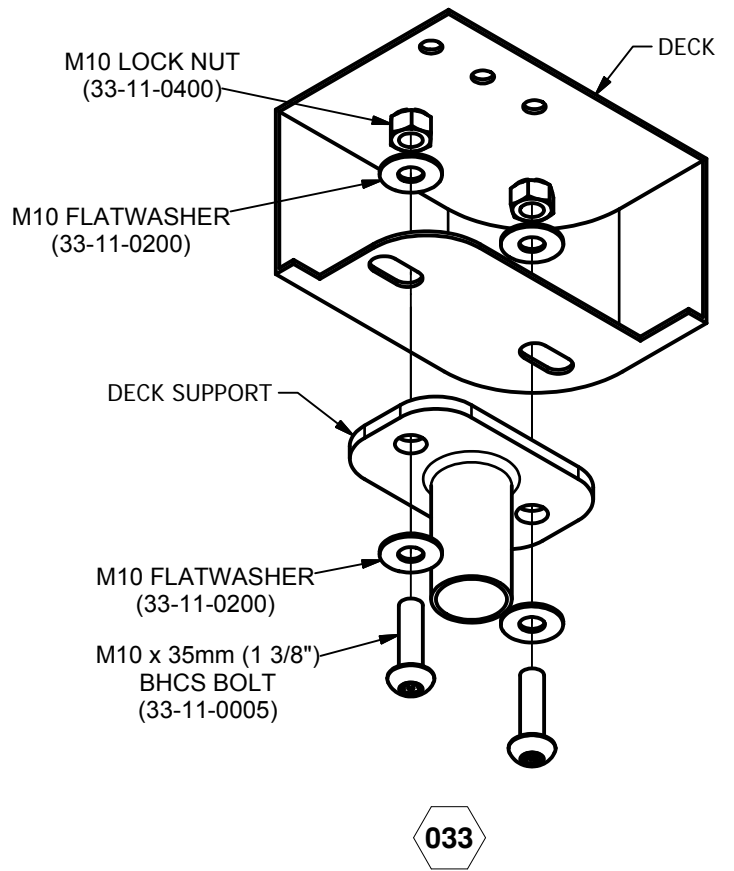 M10 LOCK NUT
(33-11-0400)
DECK
M10 FLATWASHER
(33-11-0200)
DECK SUPPORT
M10 FLATWASHER
(33-11-0200)
M10 x 35mm (1 3/8")
BHCS BOLT
(33-11-0005)
033